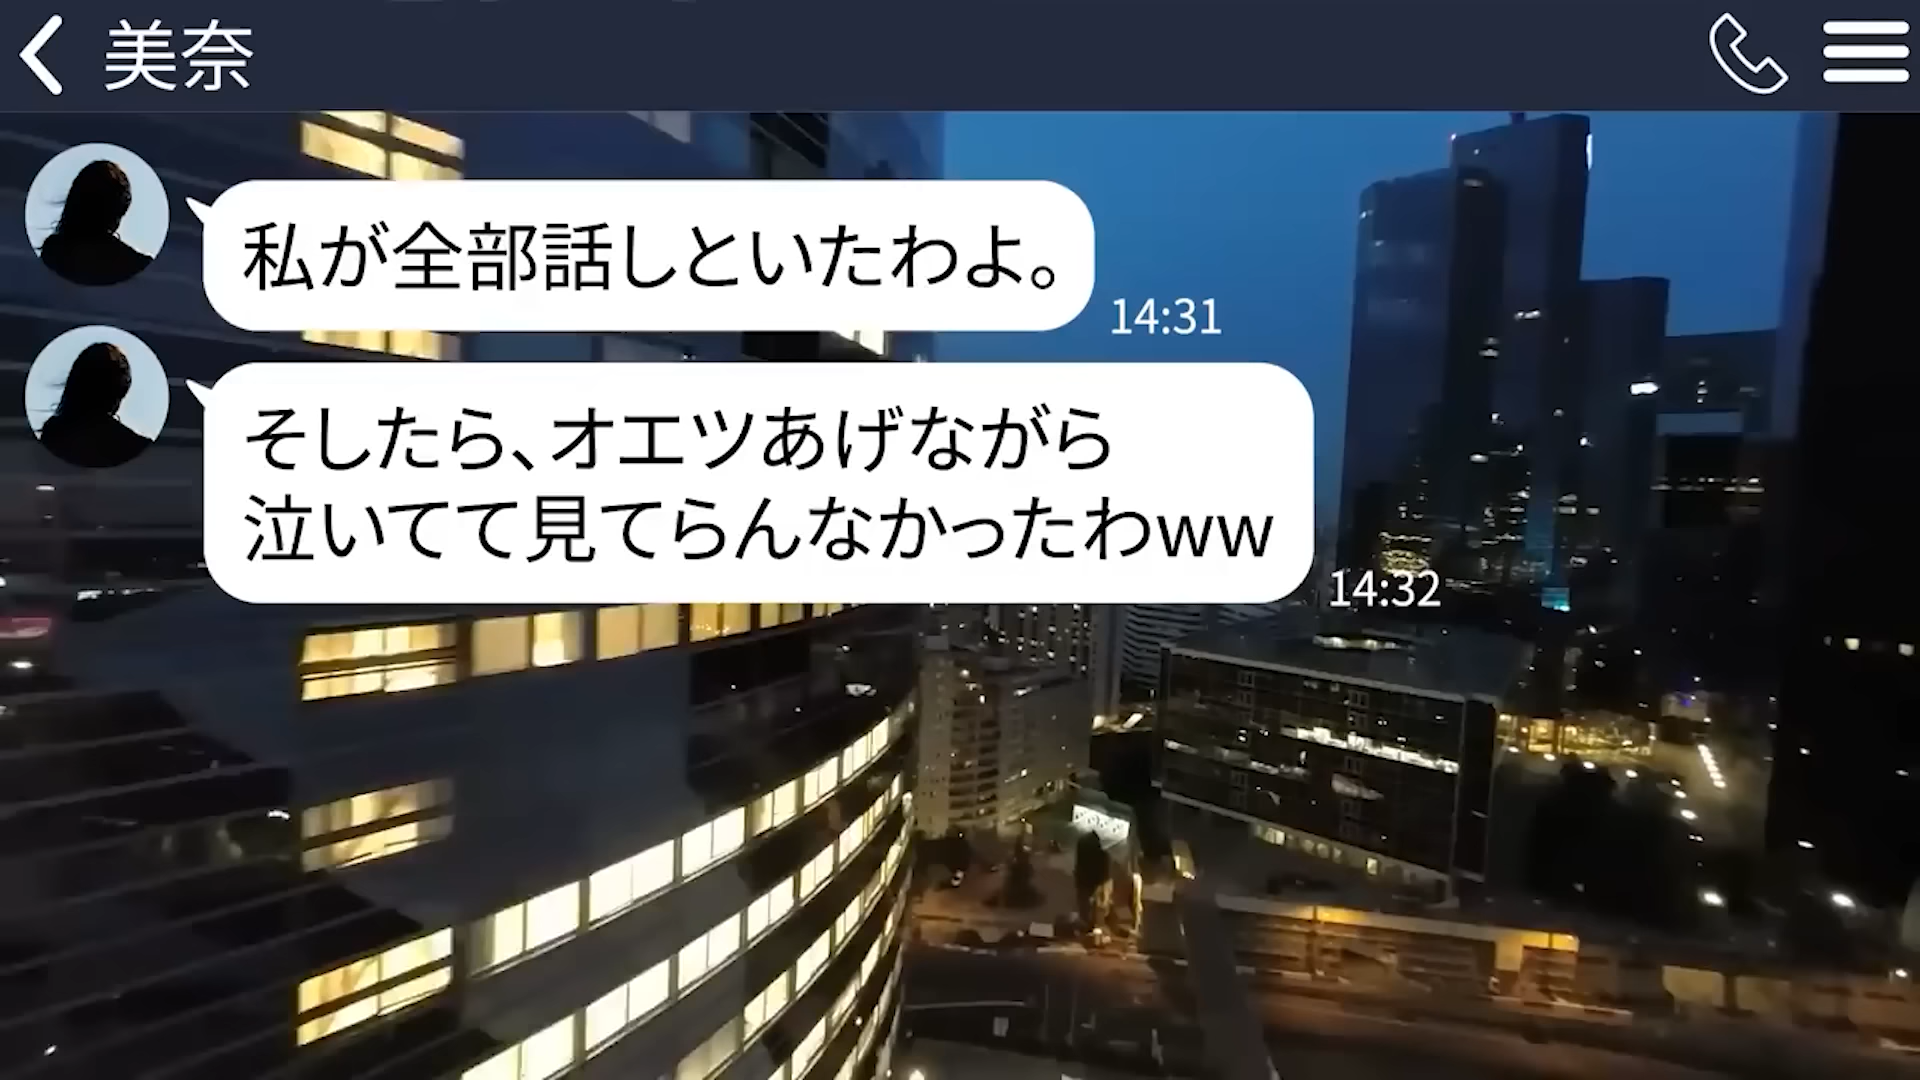 美奈
私が全部話しといたわよ。
14:31
そしたら、オエツあげながら
泣いてて見てらんなかったわww
14:32